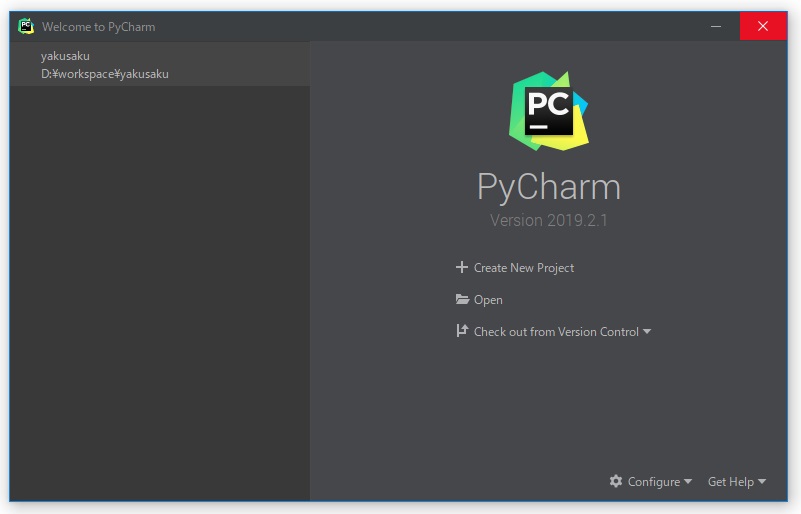 Welcome to PyCharm
yakusaku
D:¥workspace¥yakusaku
PC
PyCharm
Version 2019.2.1
Create New Project
Open
Check out from Version Control
Configure
Get Help